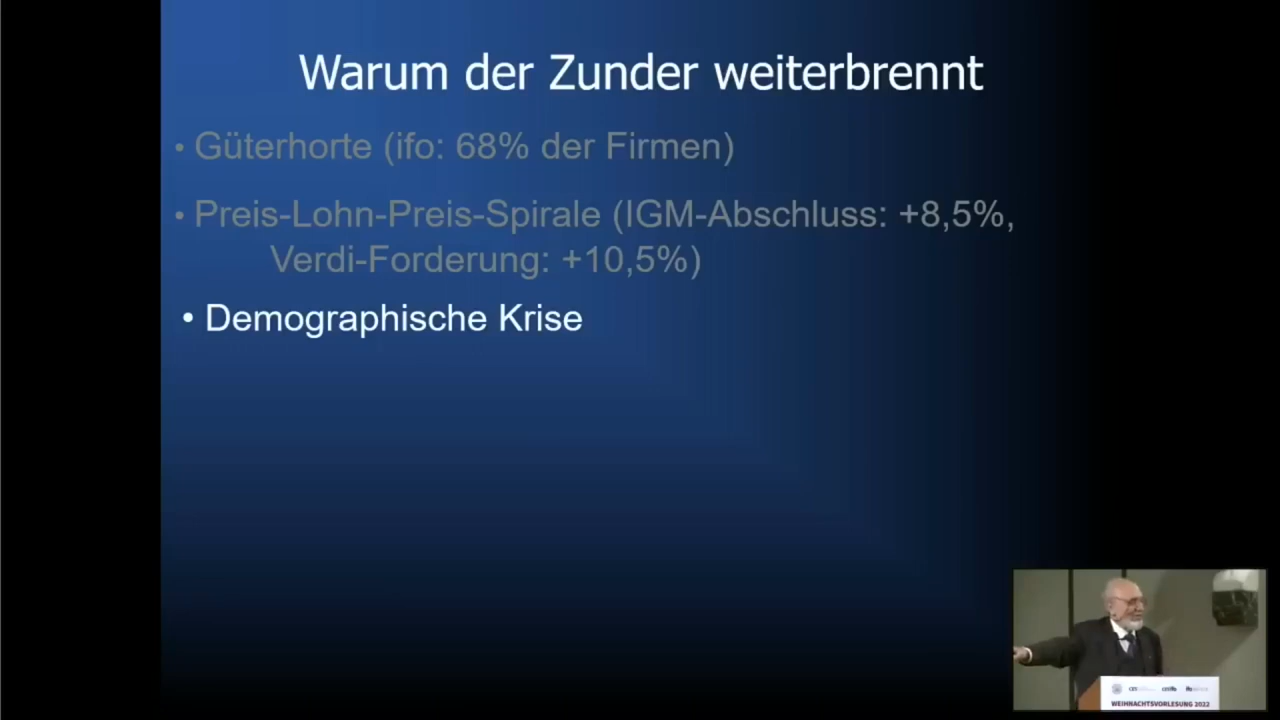 Warum der Zunder weiterbrennt
• Güterhorte (ifo: 68% der Firmen)
• Preis-Lohn-Preis-Spirale (IGM-Abschluss: +8,5%,
Verdi-Forderung: +10,5%)
• Demographische Krise
WEIHNACHTSVORLESUNG 2022